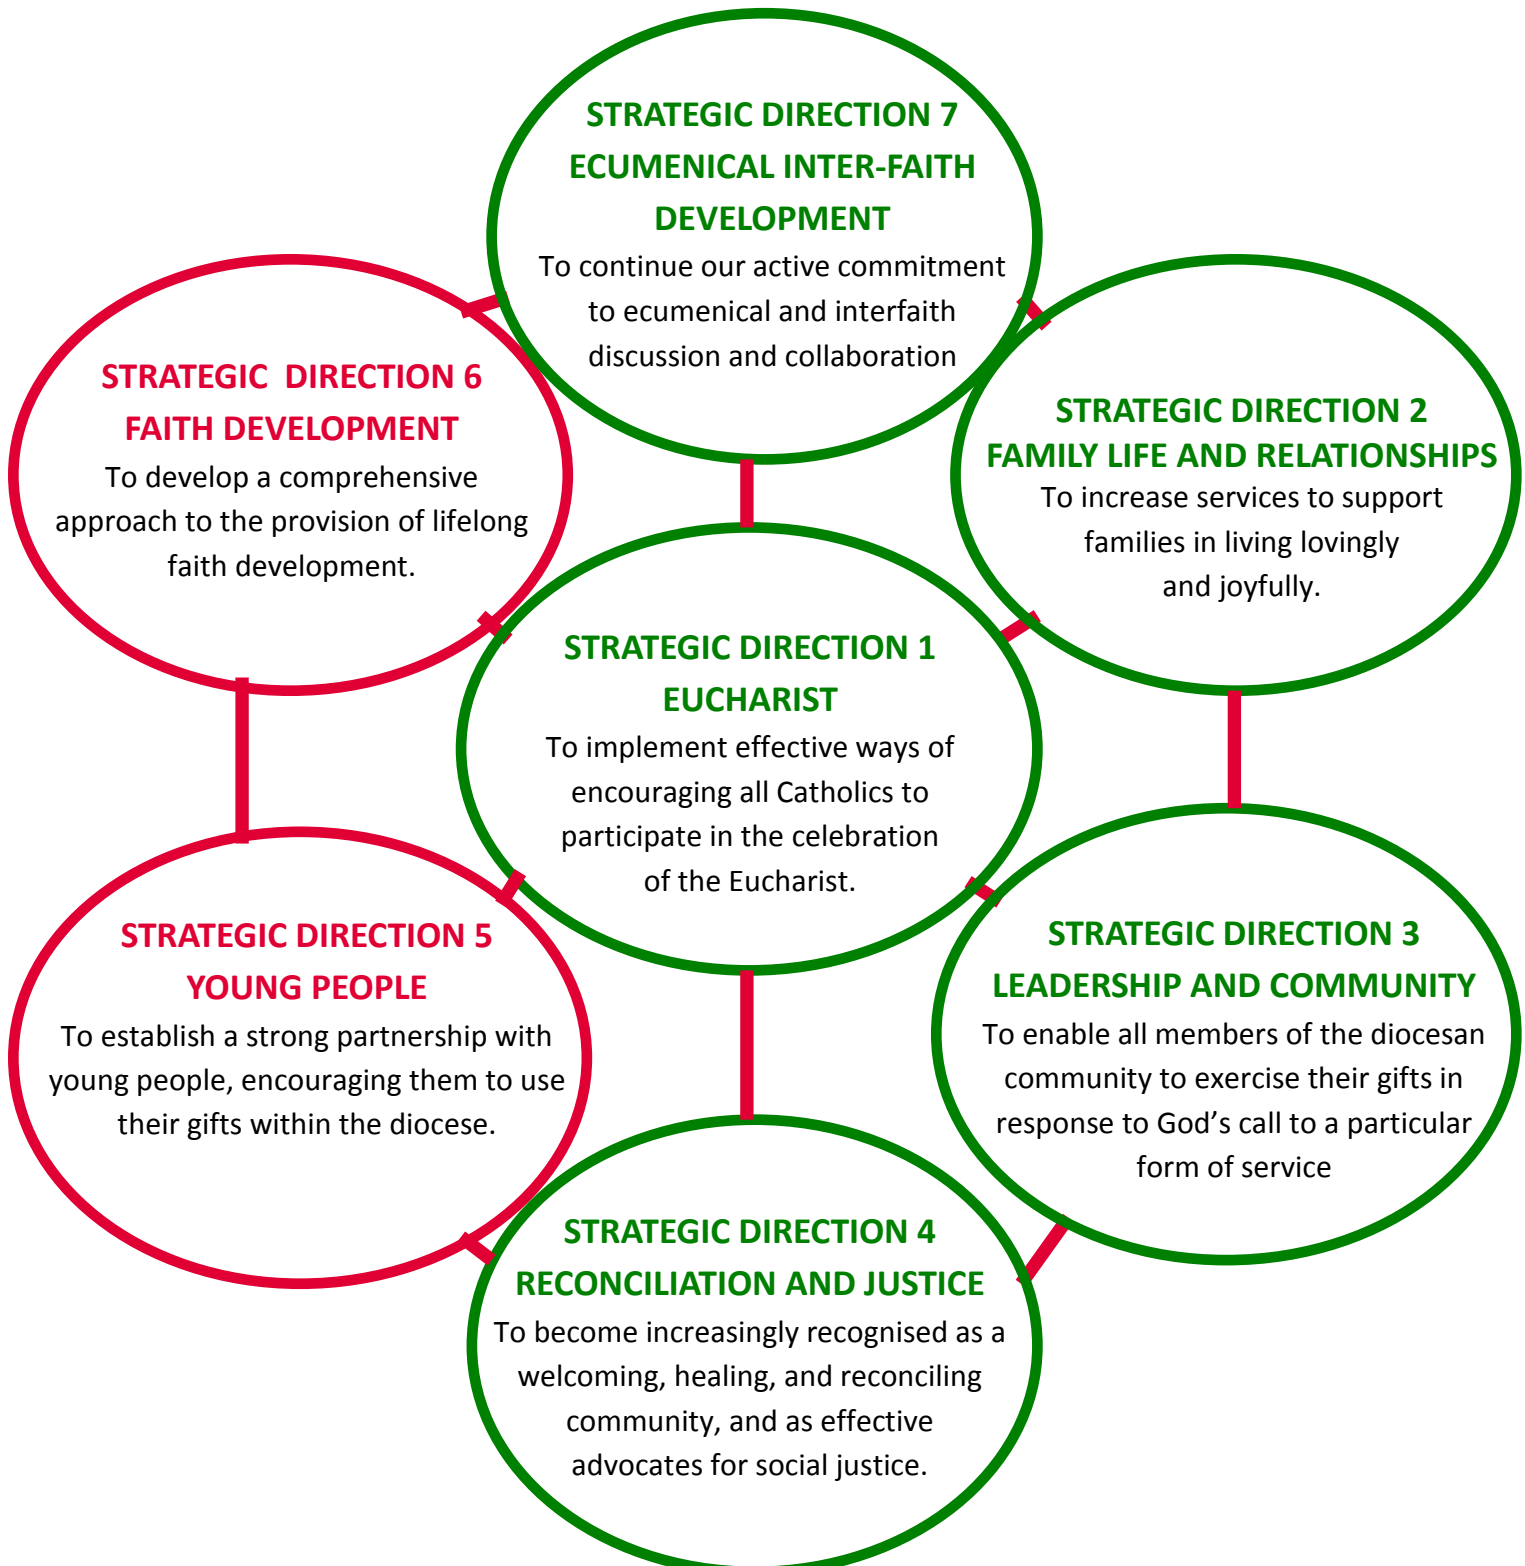 STRATEGIC DIRECTION 7
ECUMENICAL INTER-FAITH
DEVELOPMENT
To continue our active commitment
to ecumenical and interfaith
discussion and collaboration
STRATEGIC  DIRECTION 6
FAITH DEVELOPMENT
To develop a comprehensive
approach to the provision of lifelong
faith development.
STRATEGIC DIRECTION 2
FAMILY LIFE AND RELATIONSHIPS
To increase services to support
families in living lovingly
and joyfully.
STRATEGIC DIRECTION 1
EUCHARIST
To implement effective ways of
encouraging all Catholics to
participate in the celebration
of the Eucharist.
STRATEGIC DIRECTION 5
YOUNG PEOPLE
To establish a strong partnership with
young people, encouraging them to use
their gifts within the diocese.
STRATEGIC DIRECTION 3
LEADERSHIP AND COMMUNITY
To enable all members of the diocesan
community to exercise their gifts in
response to God’s call to a particular
form of service
STRATEGIC DIRECTION 4
RECONCILIATION AND JUSTICE
To become increasingly recognised as a
welcoming, healing, and reconciling
community, and as effective
advocates for social justice.